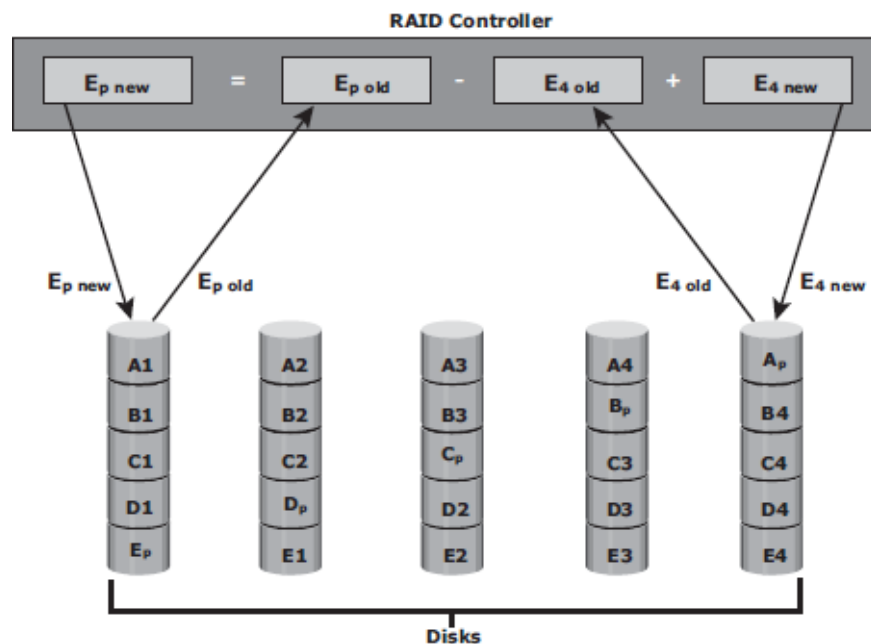 RAID Controller
Ep new = Ep old - E4 old + E4 new
Ep new Ep old E4 old E4 new
A1 A2 A3 A4 Ap
B1 B2 B3 Bp B4
C1 C2 Cp C3 C4
D1 Dp D2 D3 D4
Ep E1 E2 E3 E4
Disks